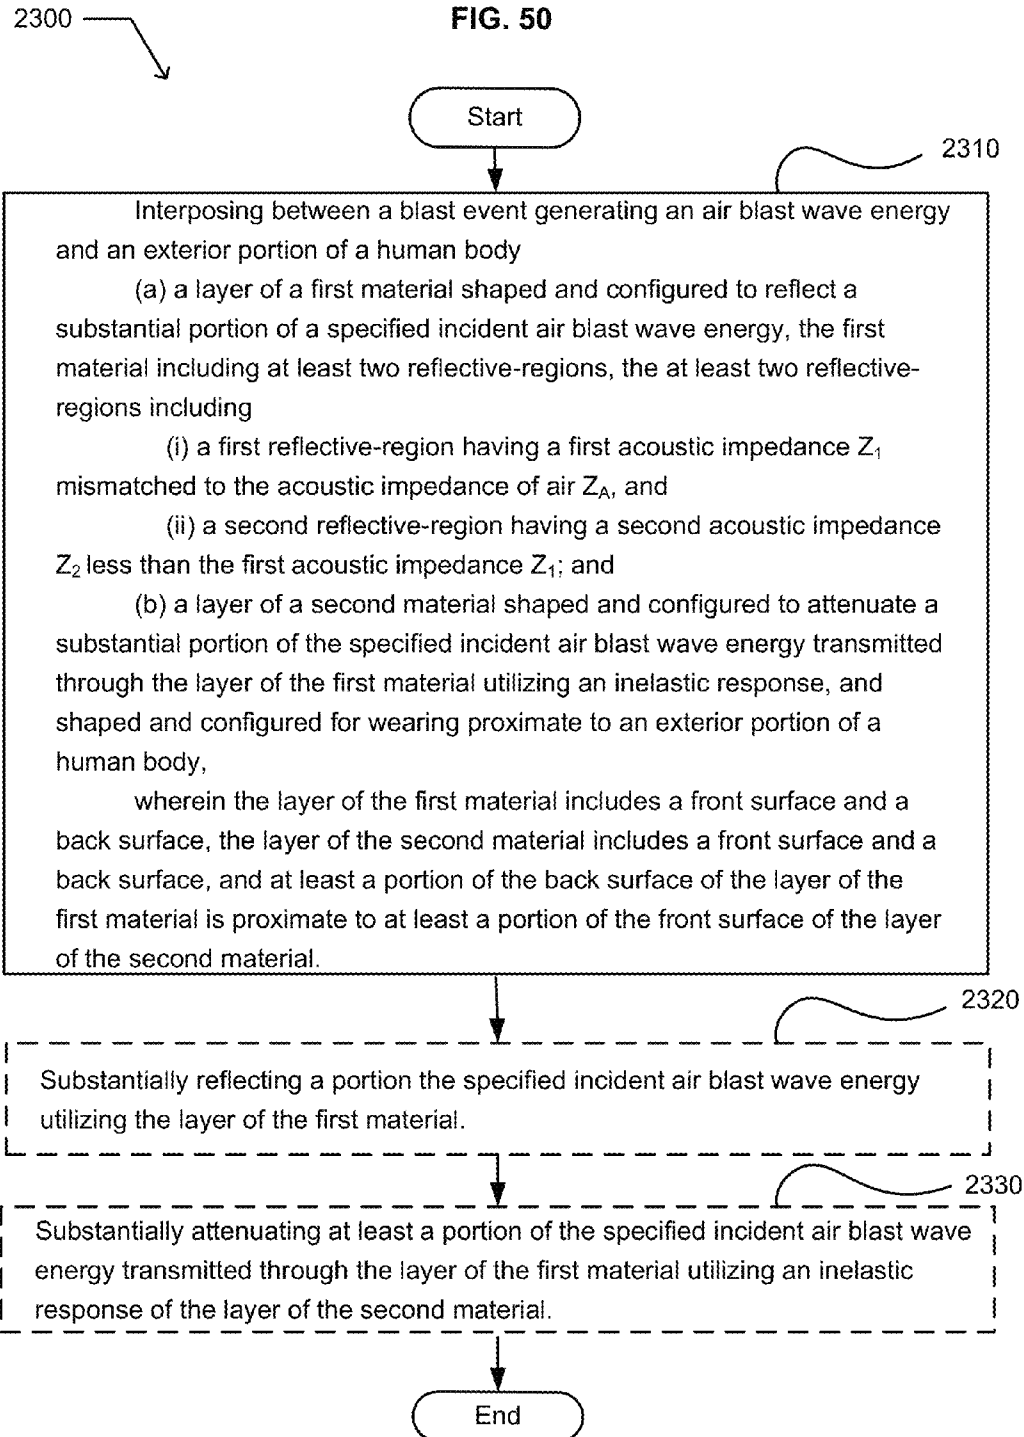 2300
FIG. 50
Start
2310
Interposing between a blast event generating an air blast wave energy
and an exterior portion of a human body
(a) a layer of a first material shaped and configured to reflect a
substantial portion of a specified incident air blast wave energy, the first
material including at least two reflective-regions, the at least two reflective-
regions including
(i) a first reflective-region having a first acoustic impedance Z₁
mismatched to the acoustic impedance of air Z_A, and
(ii) a second reflective-region having a second acoustic impedance
Z₂ less than the first acoustic impedance Z₁; and
(b) a layer of a second material shaped and configured to attenuate a
substantial portion of the specified incident air blast wave energy transmitted
through the layer of the first material utilizing an inelastic response, and
shaped and configured for wearing proximate to an exterior portion of a
human body,
wherein the layer of the first material includes a front surface and a
back surface, the layer of the second material includes a front surface and a
back surface, and at least a portion of the back surface of the layer of the
first material is proximate to at least a portion of the front surface of the layer
of the second material.
2320
Substantially reflecting a portion the specified incident air blast wave energy
utilizing the layer of the first material.
2330
Substantially attenuating at least a portion of the specified incident air blast wave
energy transmitted through the layer of the first material utilizing an inelastic
response of the layer of the second material.
End